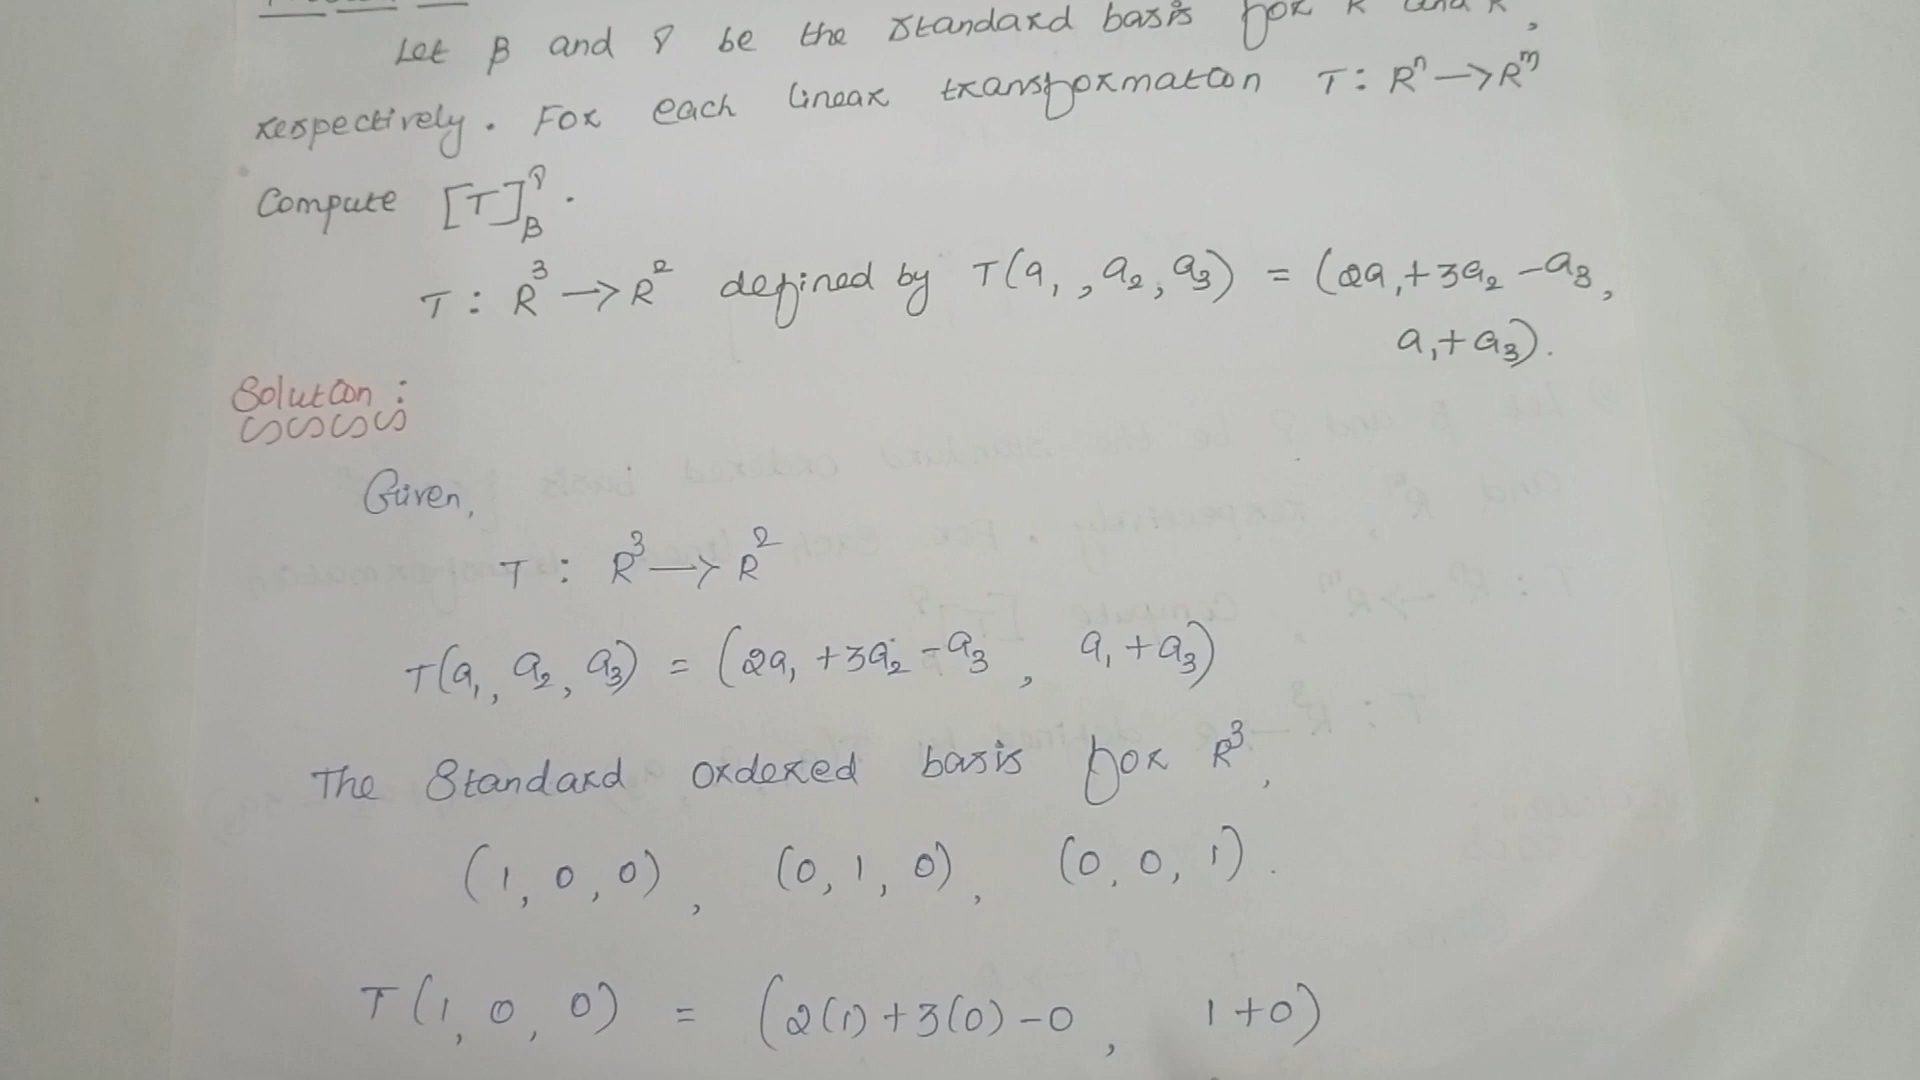 Let β and γ be the standard basis for R and R,
respectively. For each linear transformation T: Rⁿ → Rᵐ
Compute [T]ᵧᵦ.
T : R³ → R² defined by T(a₁, a₂, a₃) = (2a₁+3a₂-a₃,
a₁+a₃).
Solution :
Given,
T : R³ → R²
T(a₁, a₂, a₃) = (2a₁ +3a₂ -a₃, a₁ +a₃)
The Standard ordered basis for R³,
(1, 0, 0), (0, 1, 0), (0, 0, 1).
T(1, 0, 0) = (2(1)+3(0)-0, 1+0)